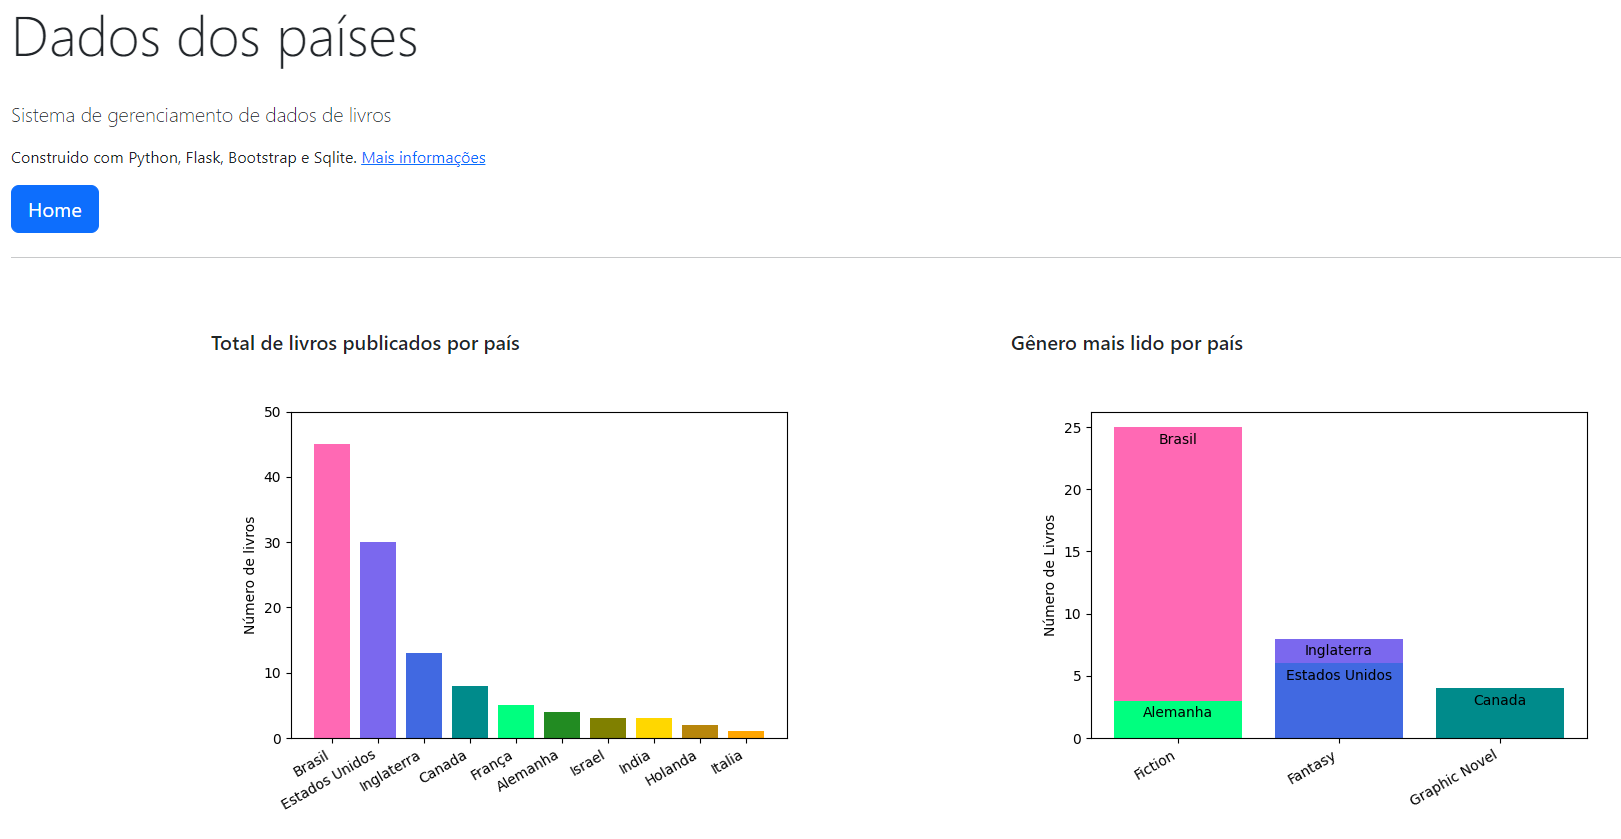 Dados dos países
Sistema de gerenciamento de dados de livros
Construido com Python, Flask, Bootstrap e Sqlite. Mais informações
Home
Total de livros publicados por país
Número de livros
50
40
30
20
10
0
Brasil
Estados Unidos
Inglaterra
Canada
França
Alemanha
Israel
India
Holanda
Italia
Gênero mais lido por país
Número de Livros
25
20
15
10
5
0
Brasil
Alemanha
Inglaterra
Estados Unidos
Canada
Fiction
Fantasy
Graphic Novel